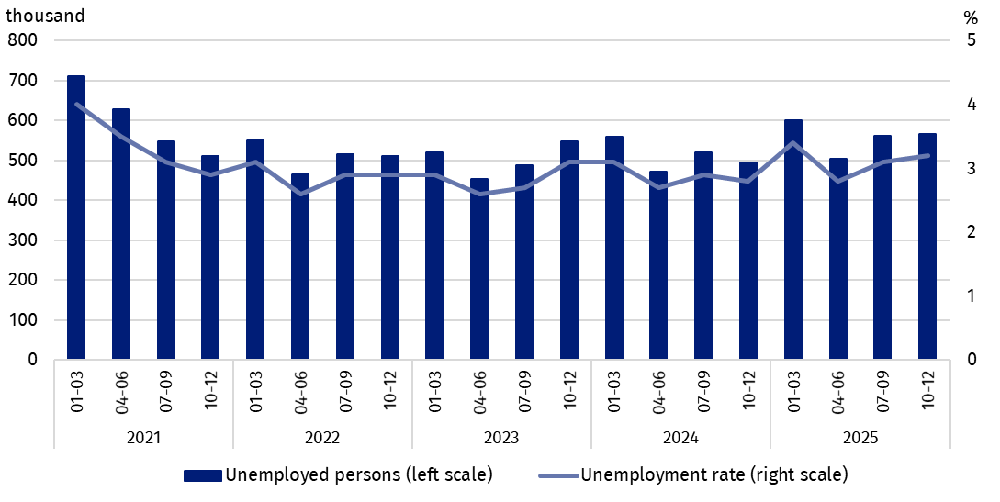 thousand %
800 5
700
600 4
500
400 3
300 2
200
100 1
0 0
01-03 04-06 07-09 10-12 01-03 04-06 07-09 10-12 01-03 04-06 07-09 10-12 01-03 04-06 07-09 10-12 01-03 04-06 07-09 10-12
2021 2022 2023 2024 2025
Unemployed persons (left scale) Unemployment rate (right scale)